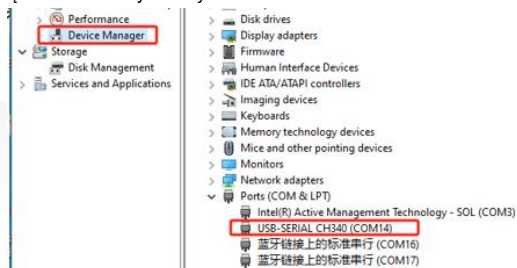 Performance
Device Manager
Storage
Disk Management
Services and Applications
Disk drives
Display adapters
Firmware
Human Interface Devices
IDE ATA/ATAPI controllers
Imaging devices
Keyboards
Memory technology devices
Mice and other pointing devices
Monitors
Network adapters
Ports (COM & LPT)
Intel(R) Active Management Technology - SOL (COM3)
USB-SERIAL CH340 (COM14)
蓝牙链接上的标准串行 (COM16)
蓝牙链接上的标准串行 (COM17)